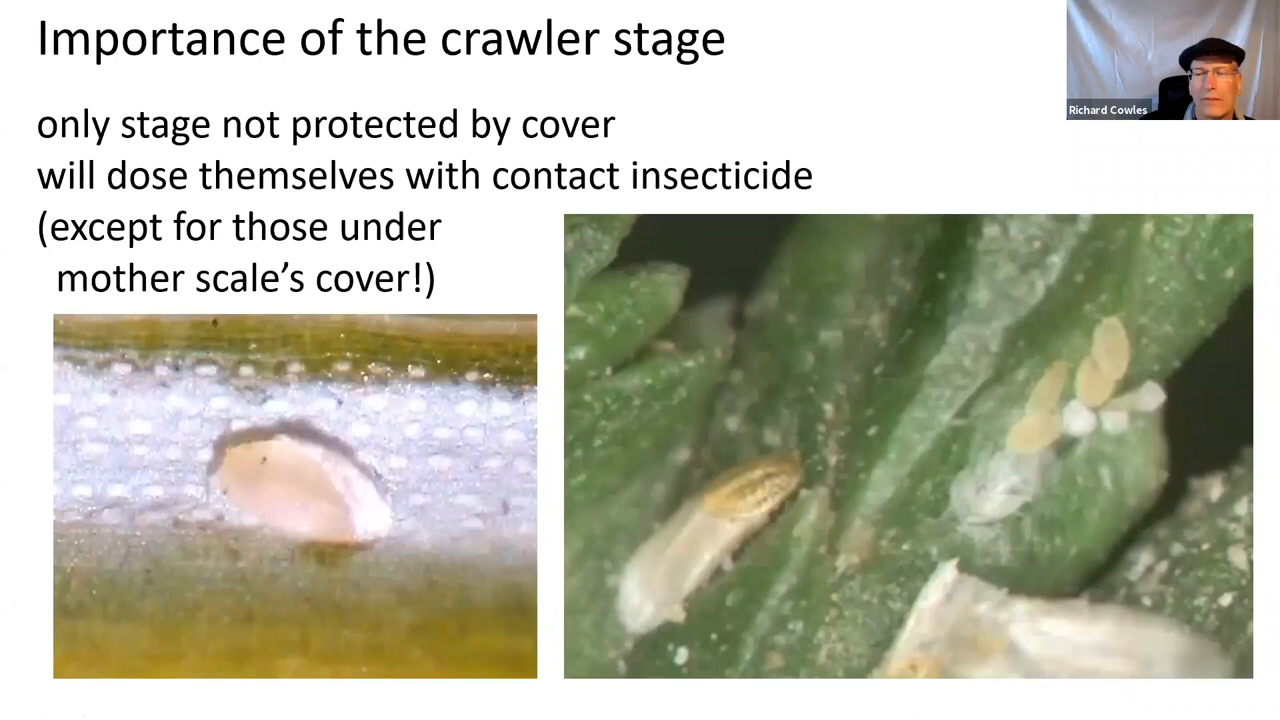 Importance of the crawler stage
Richard Cowles
only stage not protected by cover
will dose themselves with contact insecticide
(except for those under
mother scale’s cover!)